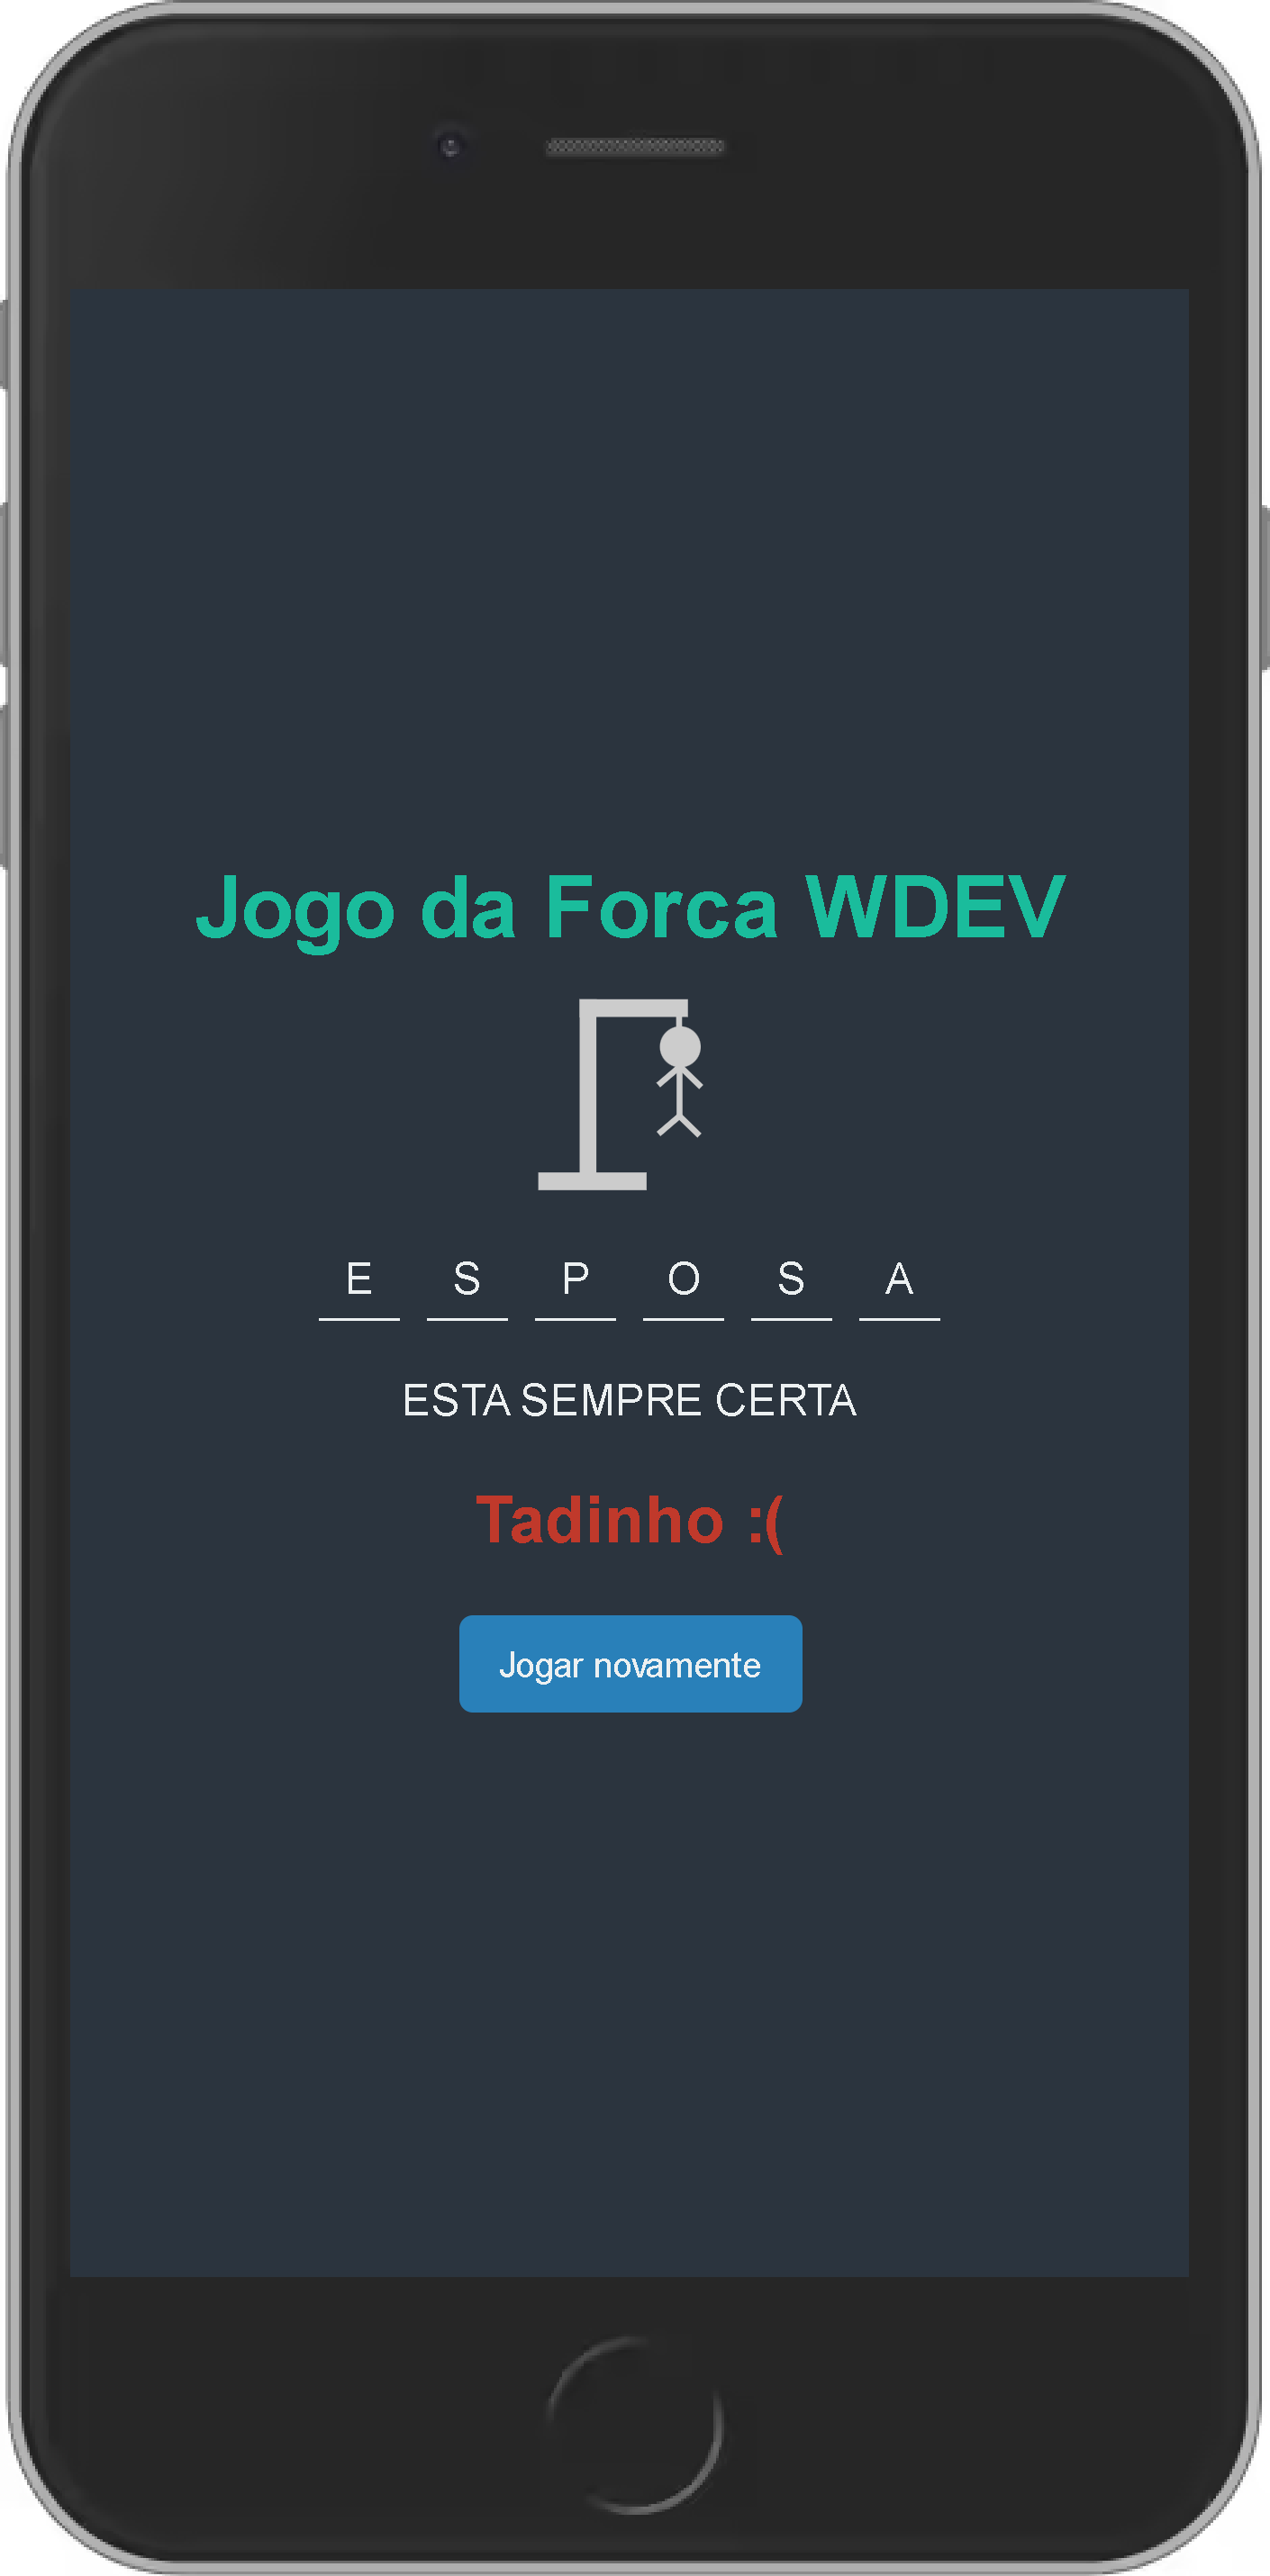 Jogo da Forca WDEV
E S P O S A
ESTA SEMPRE CERTA
Tadinho :(
Jogar novamente